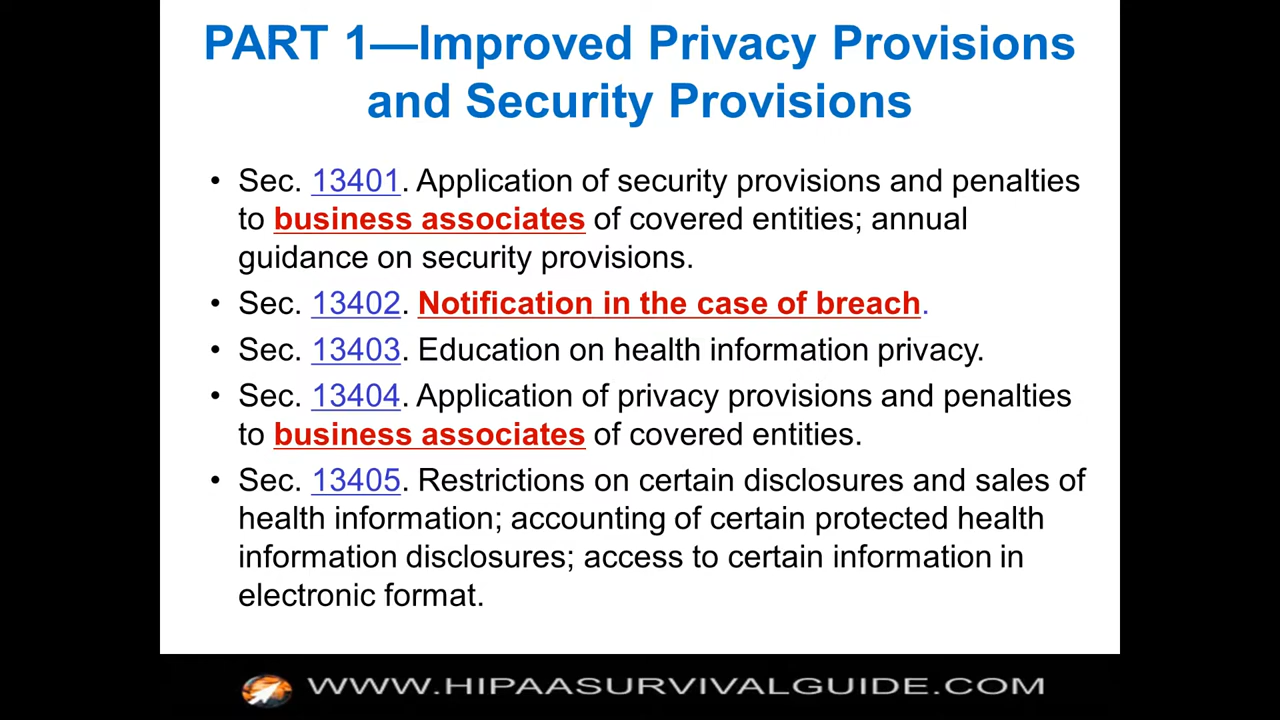 PART 1—Improved Privacy Provisions
and Security Provisions
• Sec. 13401. Application of security provisions and penalties
to business associates of covered entities; annual
guidance on security provisions.
• Sec. 13402. Notification in the case of breach.
• Sec. 13403. Education on health information privacy.
• Sec. 13404. Application of privacy provisions and penalties
to business associates of covered entities.
• Sec. 13405. Restrictions on certain disclosures and sales of
health information; accounting of certain protected health
information disclosures; access to certain information in
electronic format.
WWW.HIPAASURVIVALGUIDE.COM